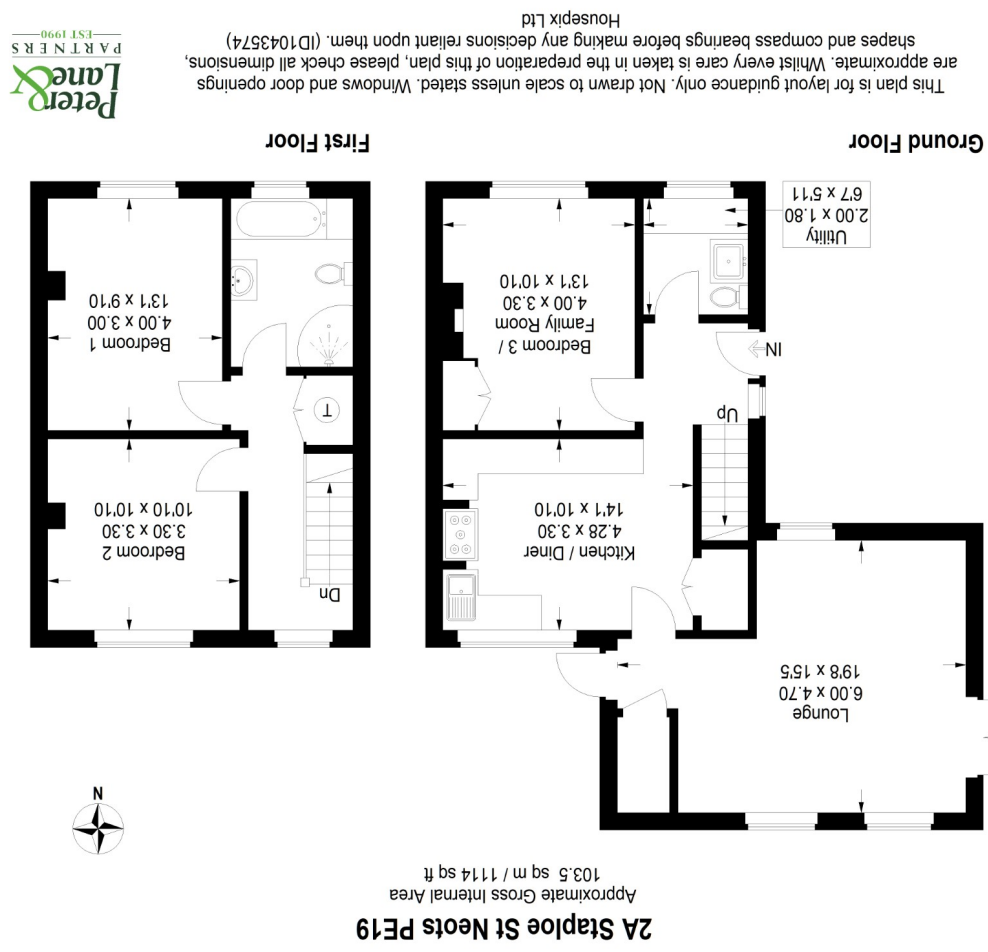 2A Staploe St Neots PE19
Approximate Gross Internal Area
103.5 sq m / 1114 sq ft
N
Lounge
6.00 x 4.70
19'8 x 15'5
Kitchen / Diner
4.28 x 3.30
14'1 x 10'10
Up
IN
Bedroom 3 /
Family Room
4.00 x 3.30
13'1 x 10'10
Utility
2.00 x 1.80
6'7 x 5'11
Ground Floor
Dn
Bedroom 2
3.30 x 3.30
10'10 x 10'10
T
Bedroom 1
4.00 x 3.00
13'1 x 9'10
First Floor
This plan is for layout guidance only. Not drawn to scale unless stated. Windows and door openings
are approximate. Whilst every care is taken in the preparation of this plan, please check all dimensions,
shapes and compass bearings before making any decisions reliant upon them. (ID1043574)
Housepix Ltd
Peter &
Lane
PARTNERS
EST 1990